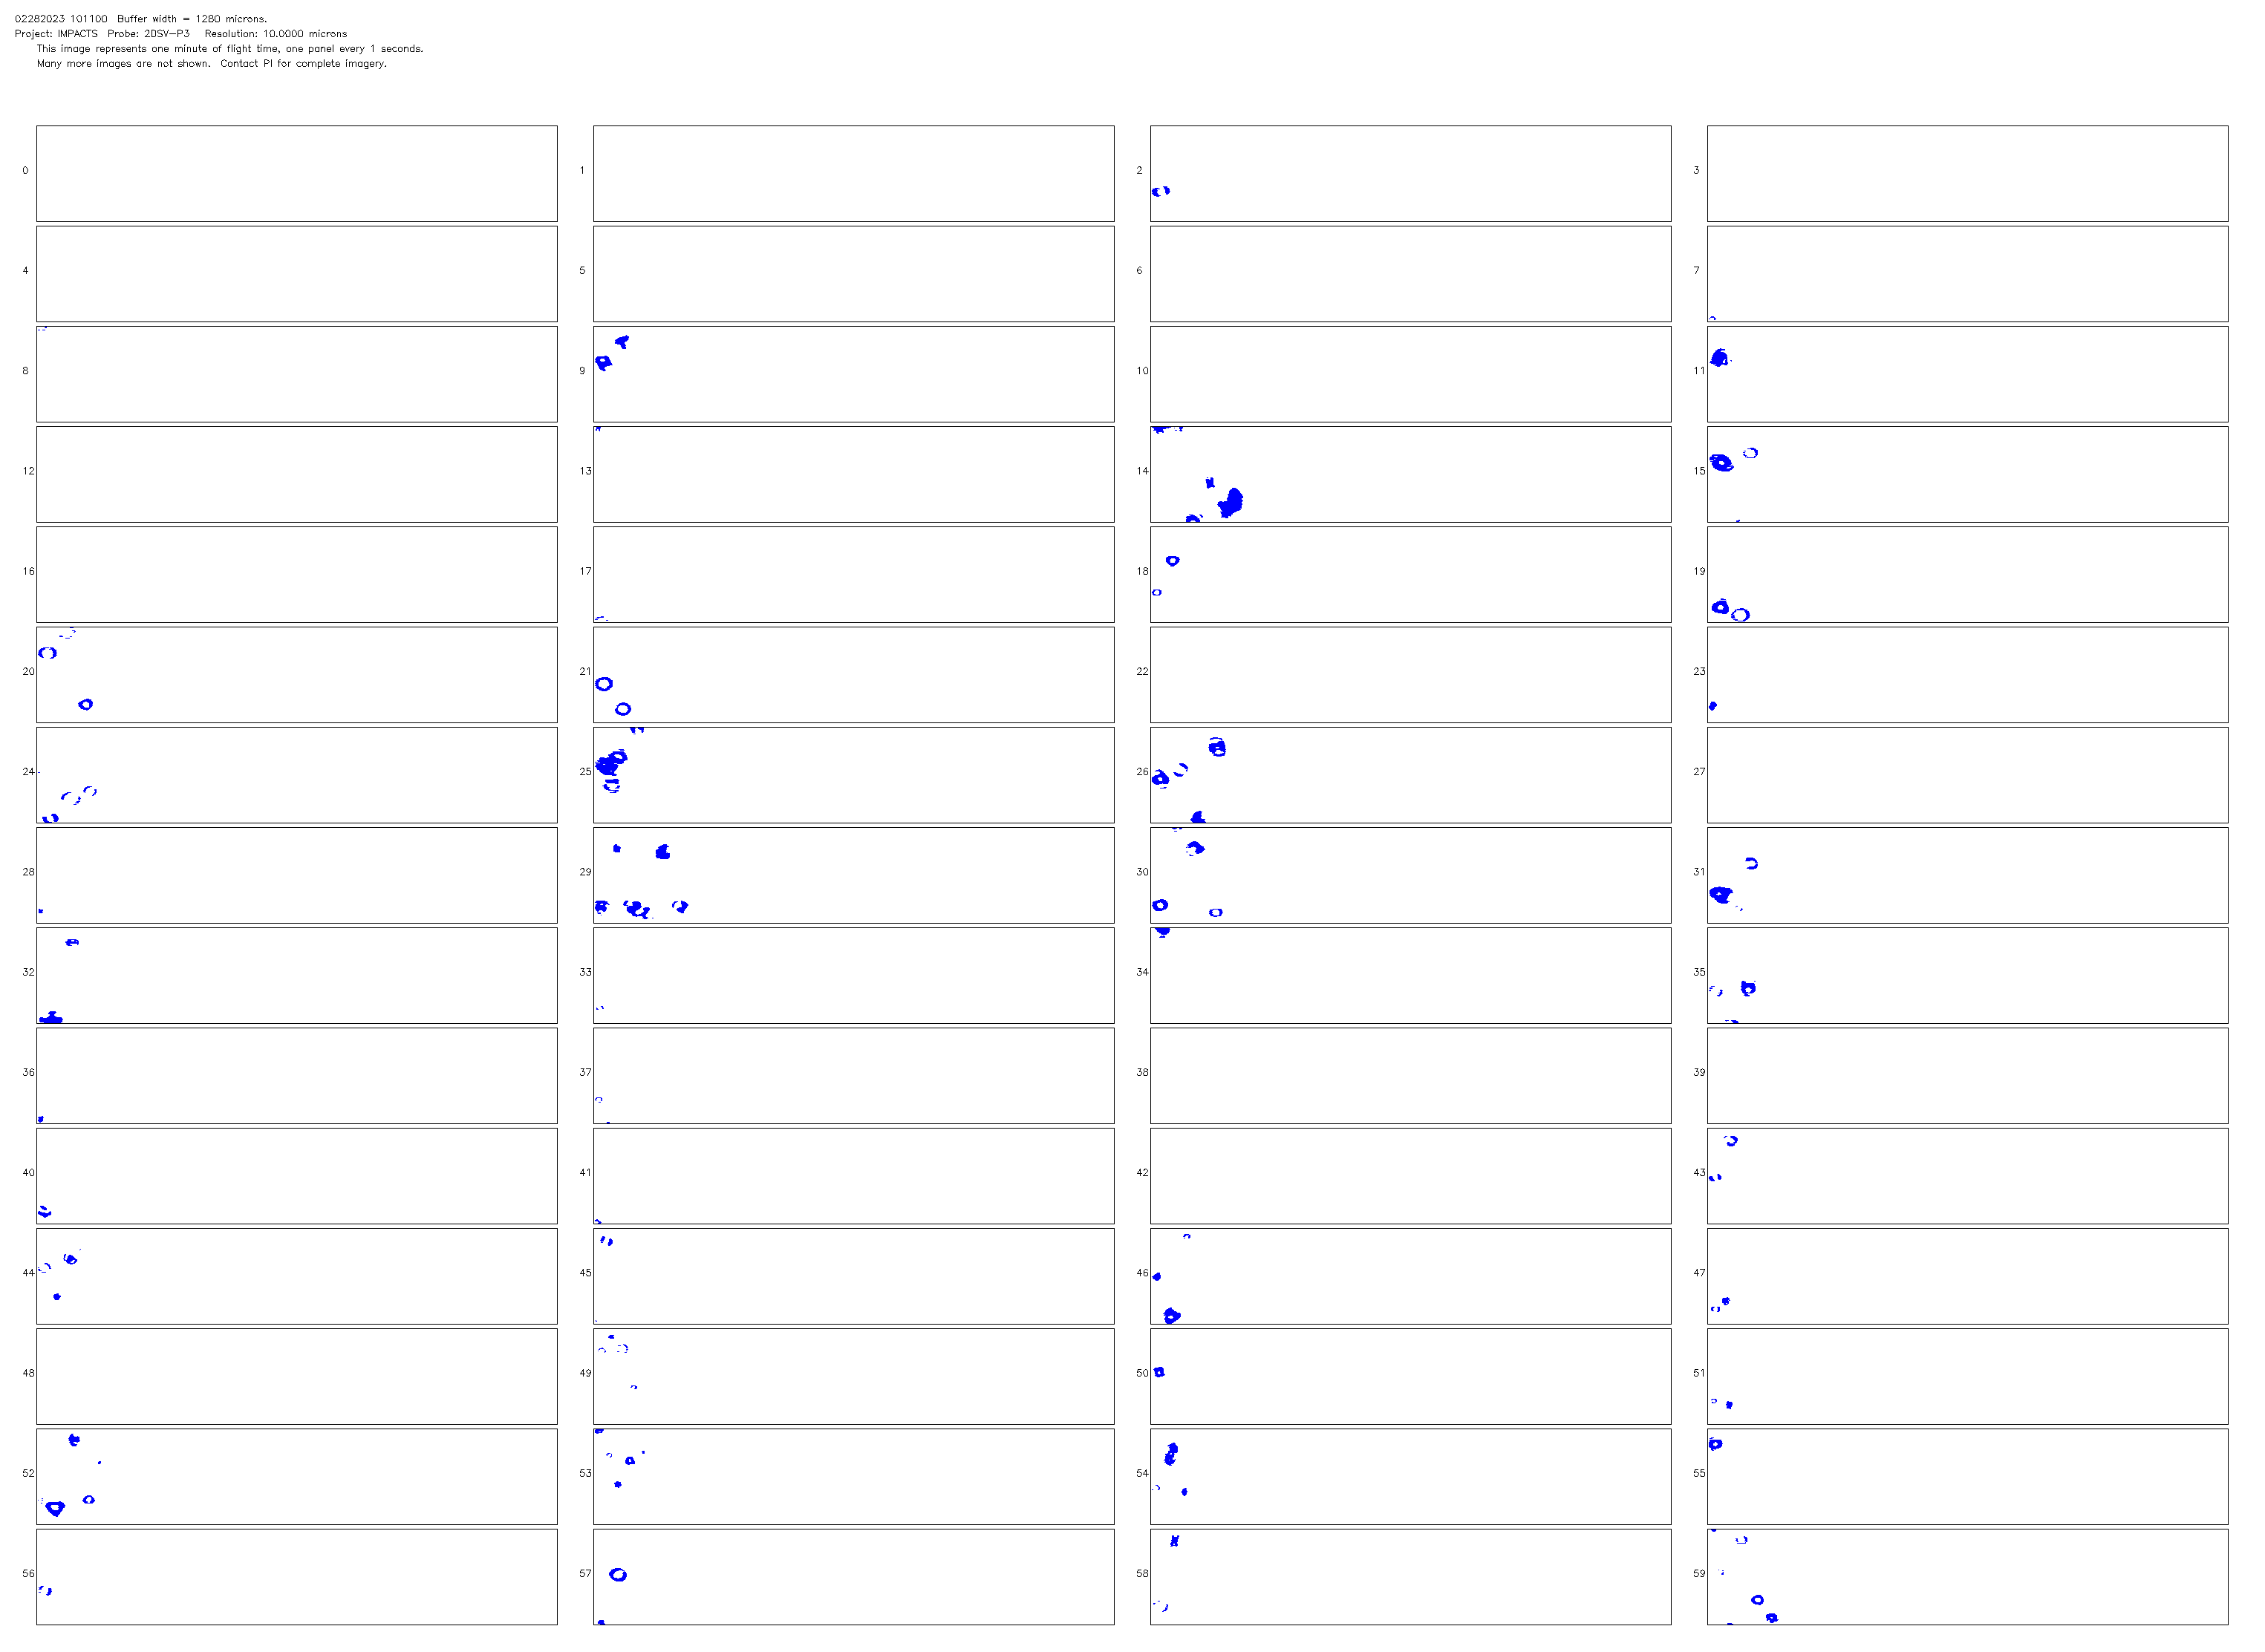 02282023 101100 Buffer width = 1280 microns.
Project: IMPACTS Probe: 2DSV-P3 Resolution: 10.0000 microns
This image represents one minute of flight time, one panel every 1 seconds.
Many more images are not shown. Contact PI for complete imagery.
0 1 2 3
4 5 6 7
8 9 10 11
12 13 14 15
16 17 18 19
20 21 22 23
24 25 26 27
28 29 30 31
32 33 34 35
36 37 38 39
40 41 42 43
44 45 46 47
48 49 50 51
52 53 54 55
56 57 58 59